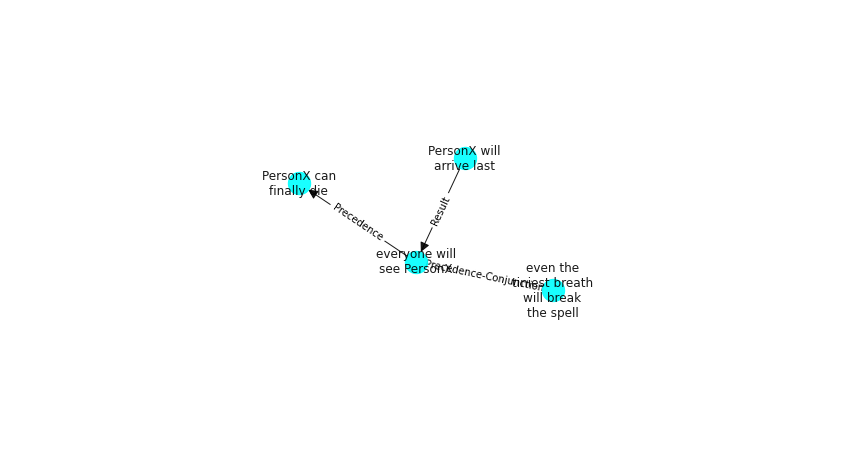 PersonX will
arrive last
PersonX can
finally die
Result
Precedence
everyone will
see PersonX
Precedence-Conjunction
even the
tiniest breath
will break
the spell